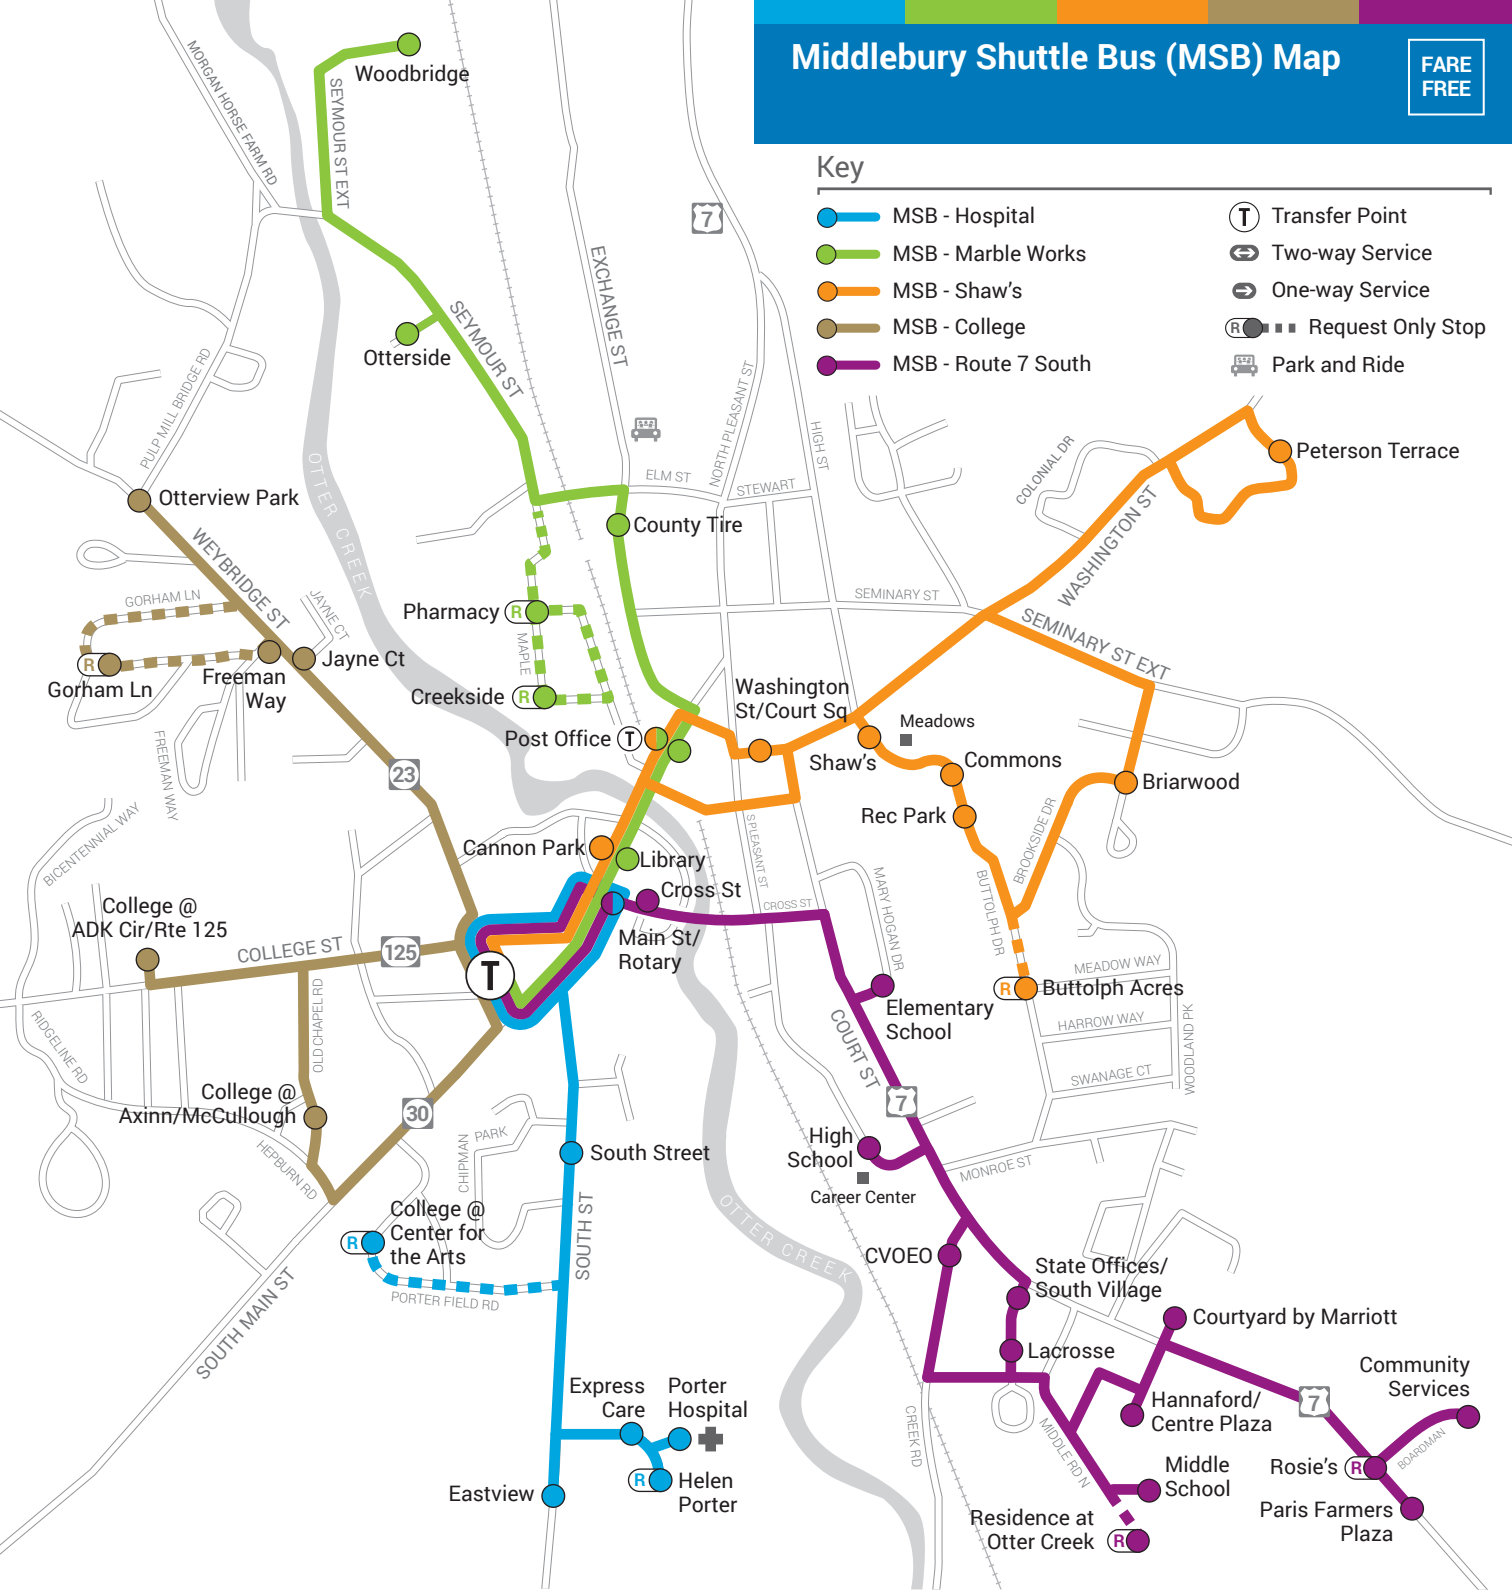 Middlebury Shuttle Bus (MSB) Map
FARE
FREE
Key
MSB - Hospital
MSB - Marble Works
MSB - Shaw's
MSB - College
MSB - Route 7 South
T
Transfer Point
Two-way Service
One-way Service
R
Request Only Stop
Park and Ride
Woodbridge
MORGAN HORSE FARM RD
SEYMOUR ST EXT
7
EXCHANGE ST
SEYMOUR ST
Otterside
PULP MILL BRIDGE RD
NORTH PLEASANT ST
HIGH ST
ELM ST
STEWART
COLONIAL DR
Peterson Terrace
WASHINGTON ST
OTTER CREEK
Otterview Park
County Tire
WEYBRIDGE ST
GORHAM LN
JAYNE CT
Pharmacy
R
MAPLE
SEMINARY ST
SEMINARY ST EXT
R
Gorham Ln
Freeman
Way
Jayne Ct
Creekside
R
Washington
St/Court Sq
Meadows
Post Office
T
Shaw's
Commons
Briarwood
FREEMAN WAY
23
Rec Park
BROOKSIDE DR
BICENTENNIAL WAY
Cannon Park
Library
S PLEASANT ST
MARY HOGAN DR
BUTTOLPH DR
Cross St
CROSS ST
College @
ADK Cir/Rte 125
COLLEGE ST
125
Main St/
Rotary
T
MEADOW WAY
R
Buttolph Acres
Elementary
School
HARROW WAY
WOODLAND PK
SWANAGE CT
RIDGELINE RD
OLD CHAPEL RD
COURT ST
7
College @
Axinn/McCullough
30
HEPBURN RD
CHIPMAN
PARK
South Street
High
School
Career Center
MONROE ST
College @
Center for
the Arts
R
SOUTH ST
PORTER FIELD RD
OTTER CREEK
CVOEO
State Offices/
South Village
SOUTH MAIN ST
Courtyard by Marriott
Lacrosse
Community
Services
Express
Care
Porter
Hospital
Hannaford/
Centre Plaza
7
CREEK RD
MIDDLE RD N
BOARDMAN
Rosie's
R
Eastview
R
Helen
Porter
Middle
School
Residence at
Otter Creek
R
Paris Farmers
Plaza